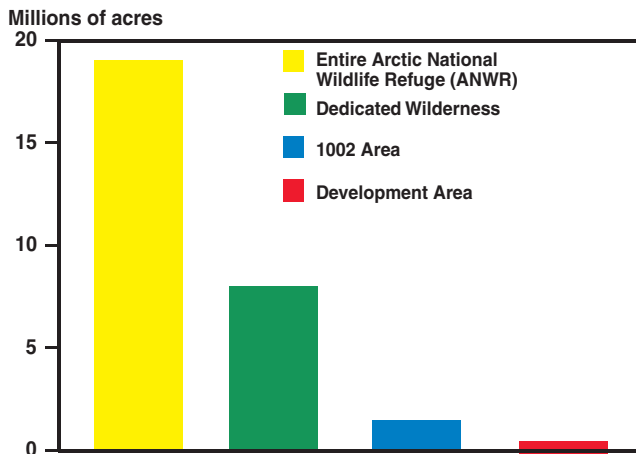 Millions of acres
20
15
10
5
0
Entire Arctic National
Wildlife Refuge (ANWR)
Dedicated Wilderness
1002 Area
Development Area